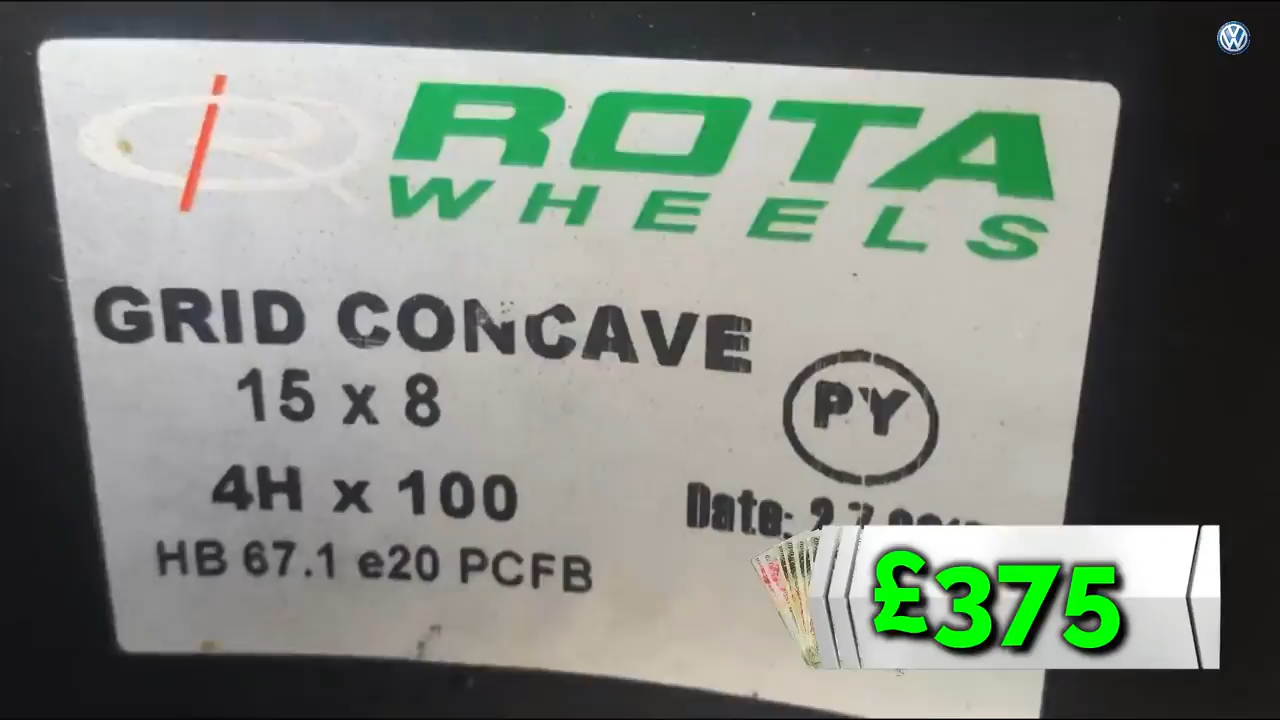 ROTA
WHEELS
GRID CONCAVE
15 x 8
PY
4H x 100
Date:
HB 67.1 e20 PCFB
£375